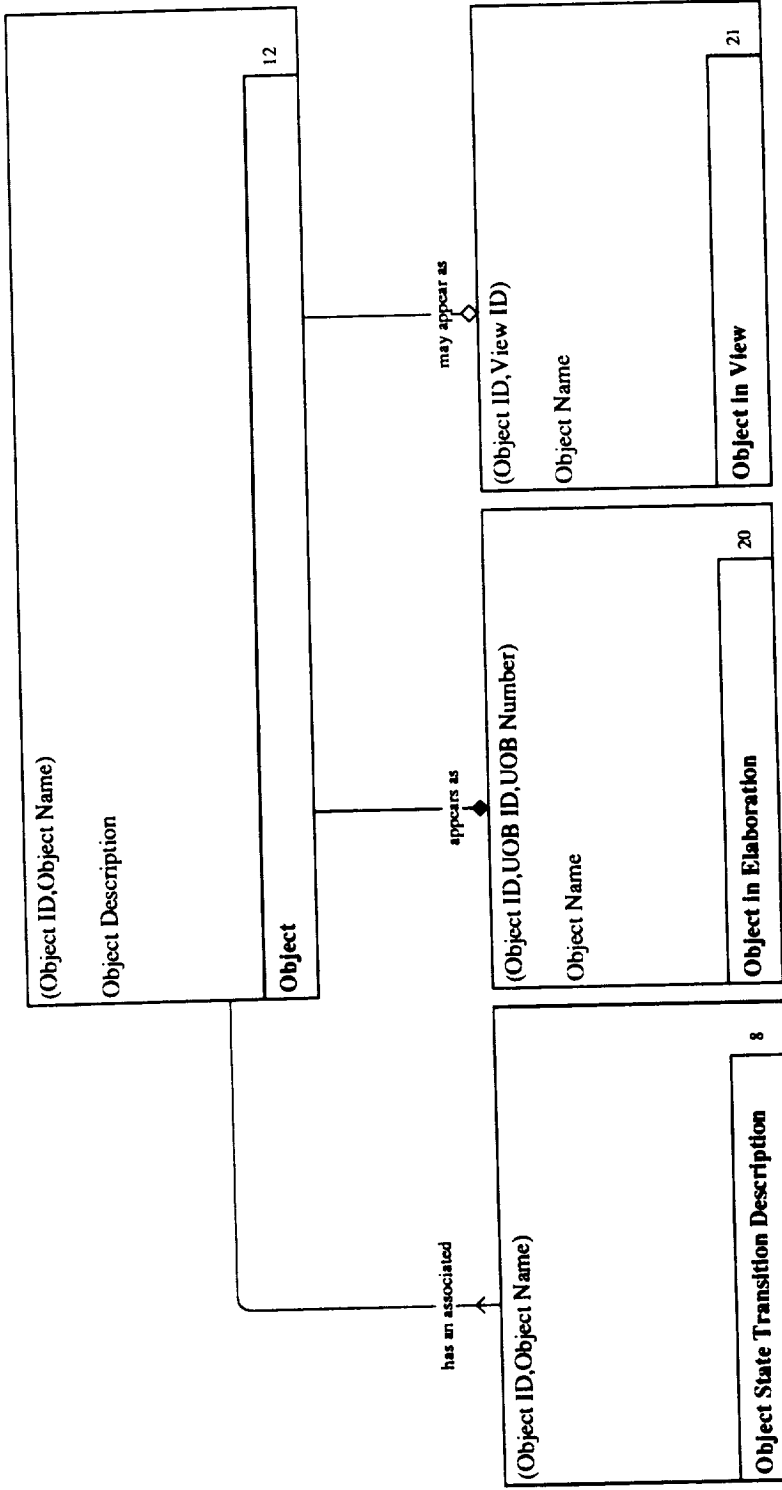 (Object ID,Object Name)
Object Description
Object
12
has an associated
appears as
may appear as
(Object ID,Object Name)
Object State Transition Description
8
(Object ID,UOB ID,UOB Number)
Object Name
Object in Elaboration
20
(Object ID,View ID)
Object Name
Object in View
21